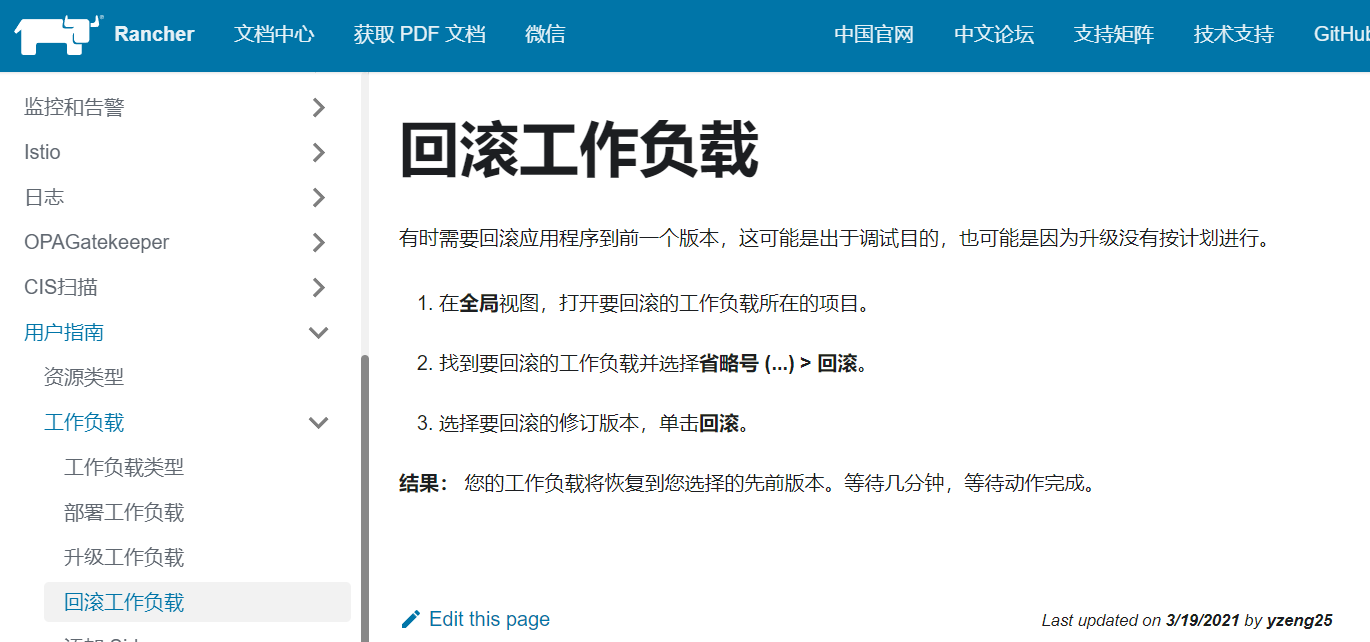 Rancher 文档中心 获取 PDF 文档 微信 中国官网 中文论坛 支持矩阵 技术支持
监控和告警
Istio
日志
OPAGatekeeper
CIS扫描
用户指南
资源类型
工作负载
工作负载类型
部署工作负载
升级工作负载
回滚工作负载
回滚工作负载
有时需要回滚应用程序到前一个版本，这可能是出于调试目的，也可能是因为升级没有按计划进行。
1. 在全局视图，打开要回滚的工作负载所在的项目。
2. 找到要回滚的工作负载并选择省略号 (...) > 回滚。
3. 选择要回滚的修订版本，单击回滚。
结果： 您的工作负载将恢复到您选择的先前版本。等待几分钟，等待动作完成。
Edit this page
Last updated on 3/19/2021 by yzeng25